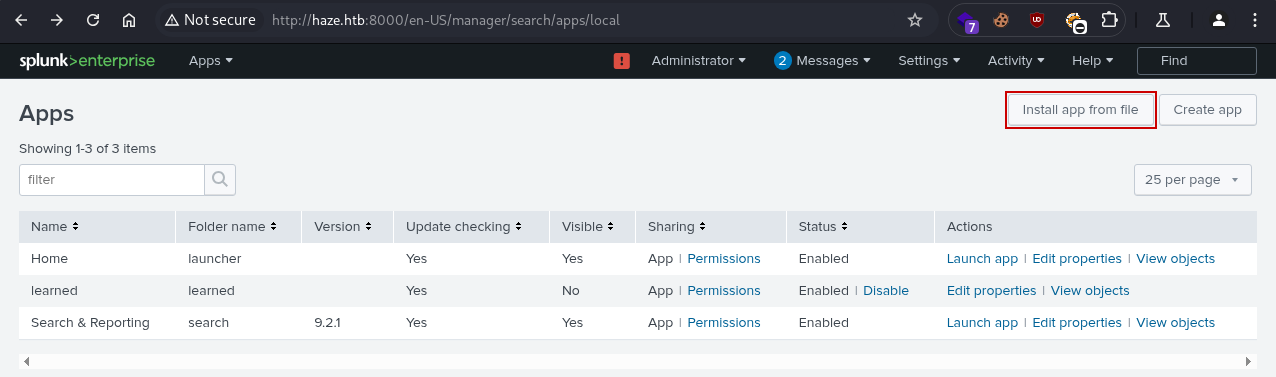 Not secure http://haze.htb:8000/en-US/manager/search/apps/local 7
splunk>enterprise Apps ! Administrator 2 Messages Settings Activity Help Find
Apps Install app from file Create app
Showing 1-3 of 3 items
filter 25 per page
Name Folder name Version Update checking Visible Sharing Status Actions
Home launcher Yes Yes App | Permissions Enabled Launch app | Edit properties | View objects
learned learned Yes No App | Permissions Enabled | Disable Edit properties | View objects
Search & Reporting search 9.2.1 Yes Yes App | Permissions Enabled Launch app | Edit properties | View objects